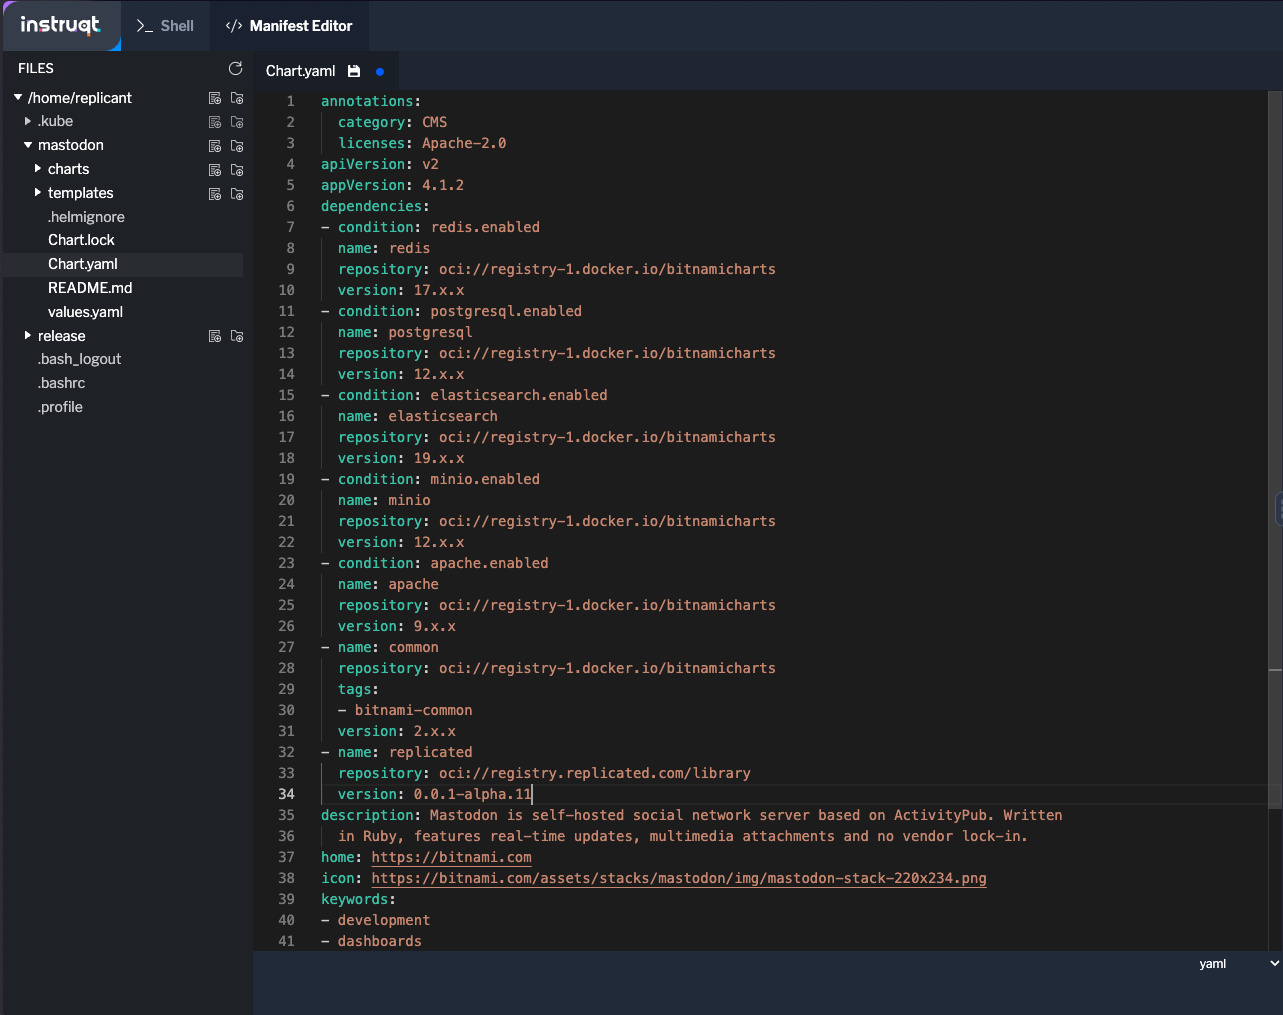 instruqt
>_ Shell
</> Manifest Editor
FILES
Chart.yaml
/home/replicant
.kube
mastodon
charts
templates
.helmignore
Chart.lock
Chart.yaml
README.md
values.yaml
release
.bash_logout
.bashrc
.profile
1 annotations:
2 category: CMS
3 licenses: Apache-2.0
4 apiVersion: v2
5 appVersion: 4.1.2
6 dependencies:
7 - condition: redis.enabled
8 name: redis
9 repository: oci://registry-1.docker.io/bitnamicharts
10 version: 17.x.x
11 - condition: postgresql.enabled
12 name: postgresql
13 repository: oci://registry-1.docker.io/bitnamicharts
14 version: 12.x.x
15 - condition: elasticsearch.enabled
16 name: elasticsearch
17 repository: oci://registry-1.docker.io/bitnamicharts
18 version: 19.x.x
19 - condition: minio.enabled
20 name: minio
21 repository: oci://registry-1.docker.io/bitnamicharts
22 version: 12.x.x
23 - condition: apache.enabled
24 name: apache
25 repository: oci://registry-1.docker.io/bitnamicharts
26 version: 9.x.x
27 - name: common
28 repository: oci://registry-1.docker.io/bitnamicharts
29 tags:
30 - bitnami-common
31 version: 2.x.x
32 - name: replicated
33 repository: oci://registry.replicated.com/library
34 version: 0.0.1-alpha.11
35 description: Mastodon is self-hosted social network server based on ActivityPub. Written
36 in Ruby, features real-time updates, multimedia attachments and no vendor lock-in.
37 home: https://bitnami.com
38 icon: https://bitnami.com/assets/stacks/mastodon/img/mastodon-stack-220x234.png
39 keywords:
40 - development
41 - dashboards
yaml